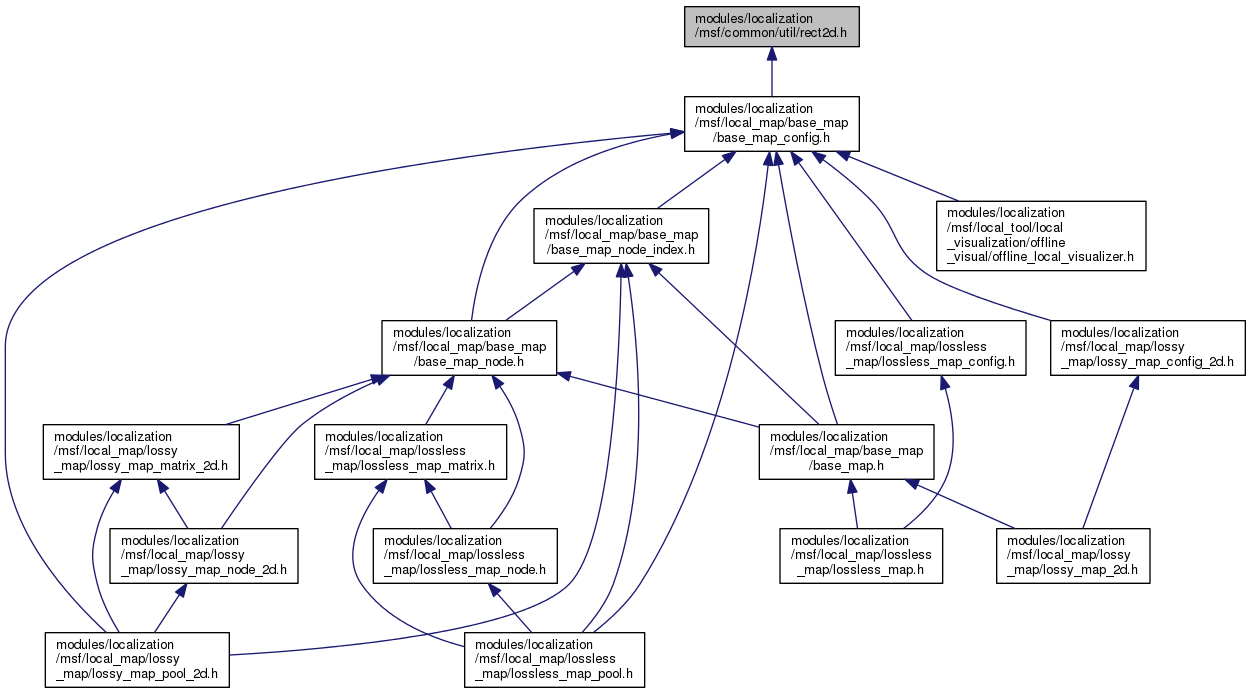 modules/localization
/msf/common/util/rect2d.h
modules/localization
/msf/local_map/base_map
/base_map_config.h
modules/localization
/msf/local_map/base_map
/base_map_node_index.h
modules/localization
/msf/local_tool/local
_visualization/offline
_visual/offline_local_visualizer.h
modules/localization
/msf/local_map/base_map
/base_map_node.h
modules/localization
/msf/local_map/lossless
_map/lossless_map_config.h
modules/localization
/msf/local_map/lossy
_map/lossy_map_config_2d.h
modules/localization
/msf/local_map/lossy
_map/lossy_map_matrix_2d.h
modules/localization
/msf/local_map/lossless
_map/lossless_map_matrix.h
modules/localization
/msf/local_map/base_map
/base_map.h
modules/localization
/msf/local_map/lossy
_map/lossy_map_node_2d.h
modules/localization
/msf/local_map/lossless
_map/lossless_map_node.h
modules/localization
/msf/local_map/lossless
_map/lossless_map.h
modules/localization
/msf/local_map/lossy
_map/lossy_map_2d.h
modules/localization
/msf/local_map/lossy
_map/lossy_map_pool_2d.h
modules/localization
/msf/local_map/lossless
_map/lossless_map_pool.h